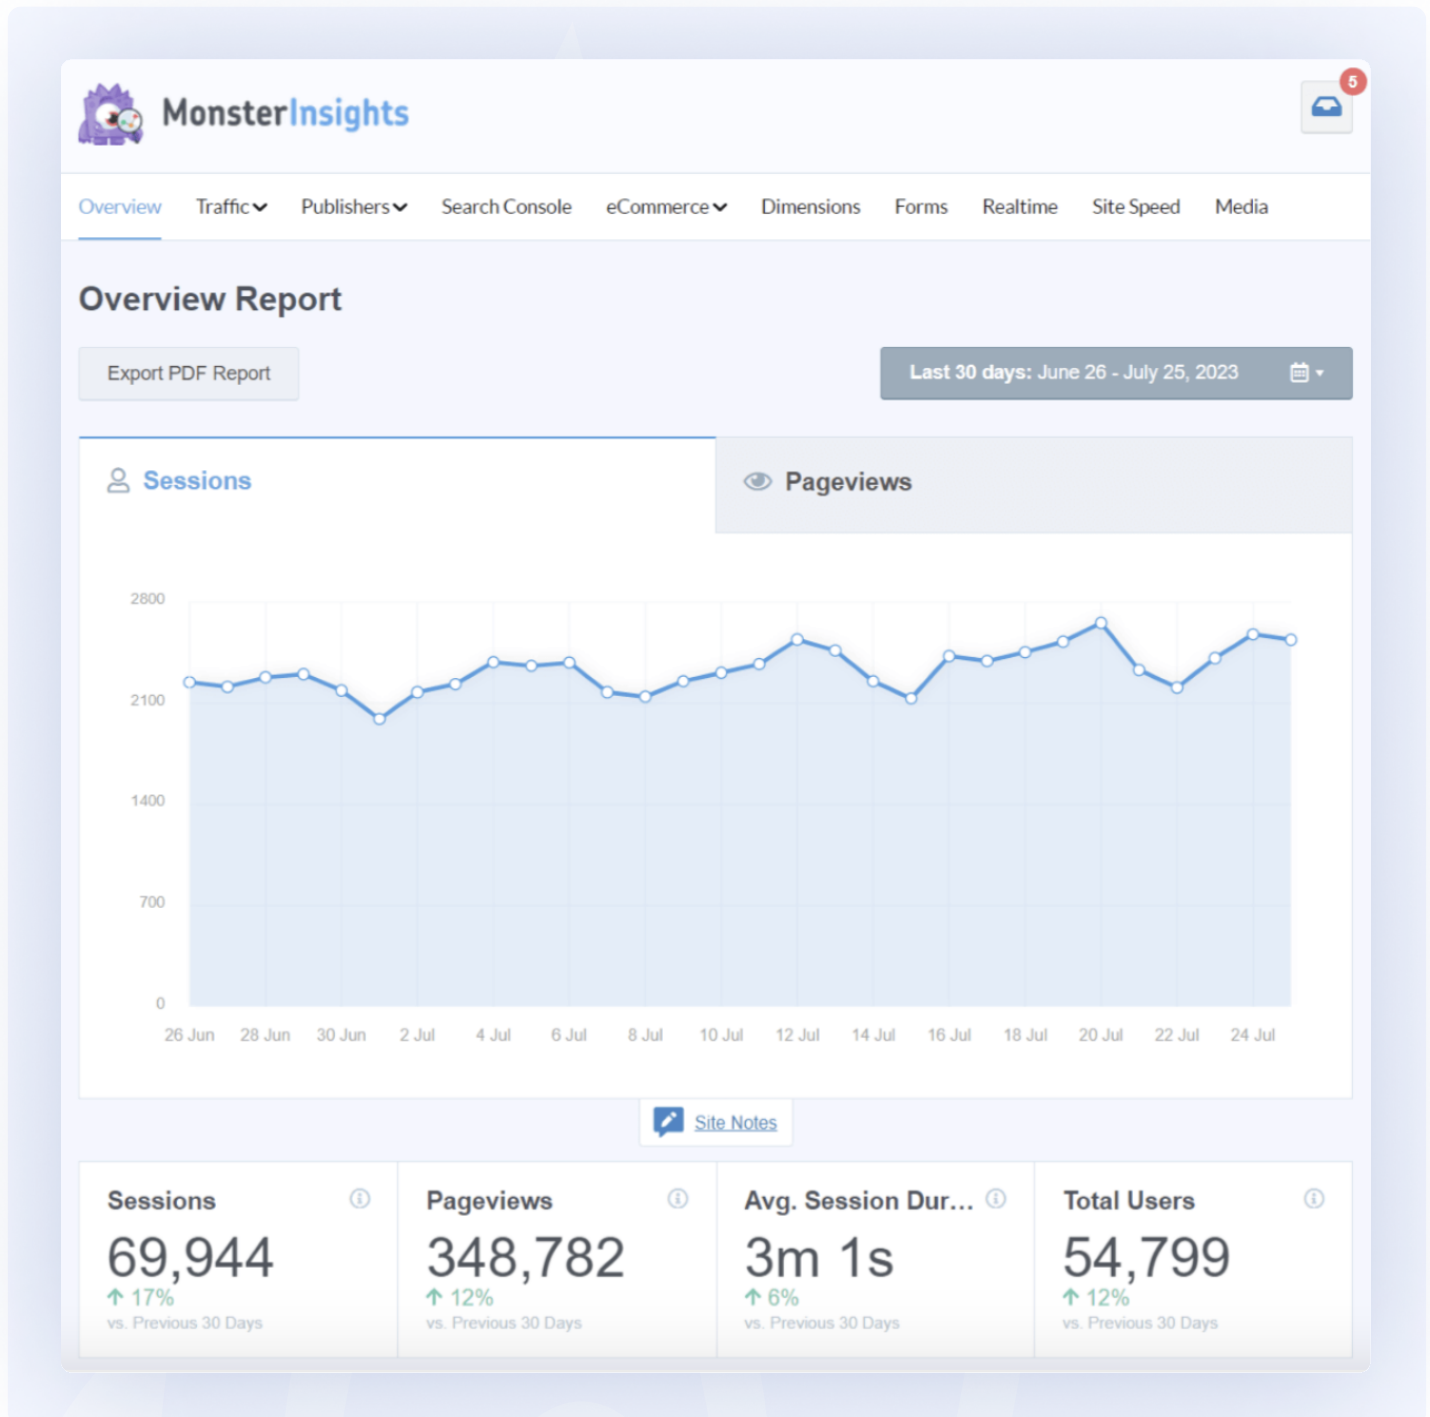 MonsterInsights
5
Overview Traffic Publishers Search Console eCommerce Dimensions Forms Realtime Site Speed Media
Overview Report
Export PDF Report
Last 30 days: June 26 - July 25, 2023
Sessions
Pageviews
2800
2100
1400
700
0
26 Jun 28 Jun 30 Jun 2 Jul 4 Jul 6 Jul 8 Jul 10 Jul 12 Jul 14 Jul 16 Jul 18 Jul 20 Jul 22 Jul 24 Jul
Site Notes
Sessions
69,944
17%
vs. Previous 30 Days
Pageviews
348,782
12%
vs. Previous 30 Days
Avg. Session Dur...
3m 1s
6%
vs. Previous 30 Days
Total Users
54,799
12%
vs. Previous 30 Days